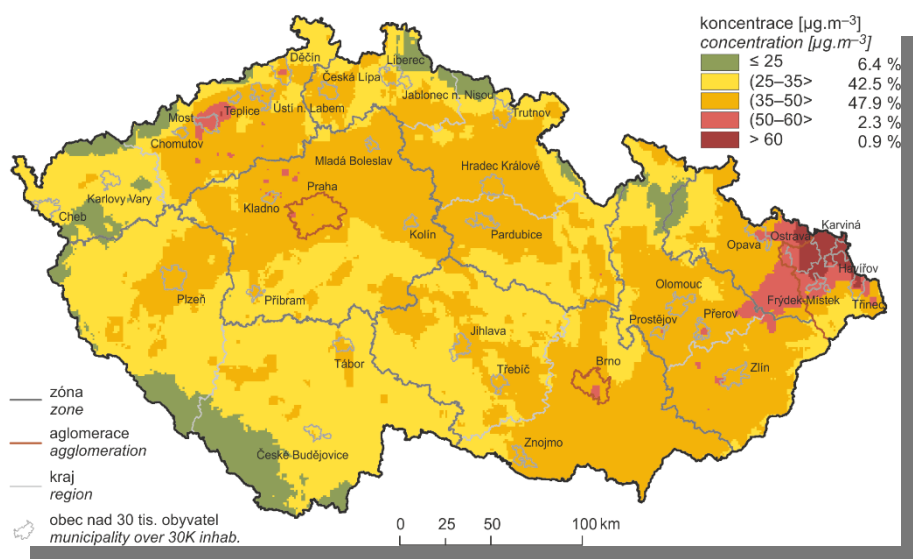 koncentrace [µg.m⁻³]
concentration [µg.m⁻³]
≤ 25 6.4 %
(25–35> 42.5 %
(35–50> 47.9 %
(50–60> 2.3 %
> 60 0.9 %
Děčín
Liberec
Česká Lípa
Jablonec n. Nisou
Teplice
Ústí n. Labem
Most
Trutnov
Chomutov
Mladá Boleslav
Hradec Králové
Karlovy Vary
Praha
Kladno
Cheb
Kolín
Pardubice
Karviná
Ostrava
Opava
Havířov
Olomouc
Plzeň
Příbram
Frýdek-Místek
Třinec
Prostějov
Přerov
Jihlava
Brno
Tábor
Třebíč
Zlín
Znojmo
České Budějovice
zóna
zone
aglomerace
agglomeration
kraj
region
obec nad 30 tis. obyvatel
municipality over 30K inhab.
0 25 50 100 km